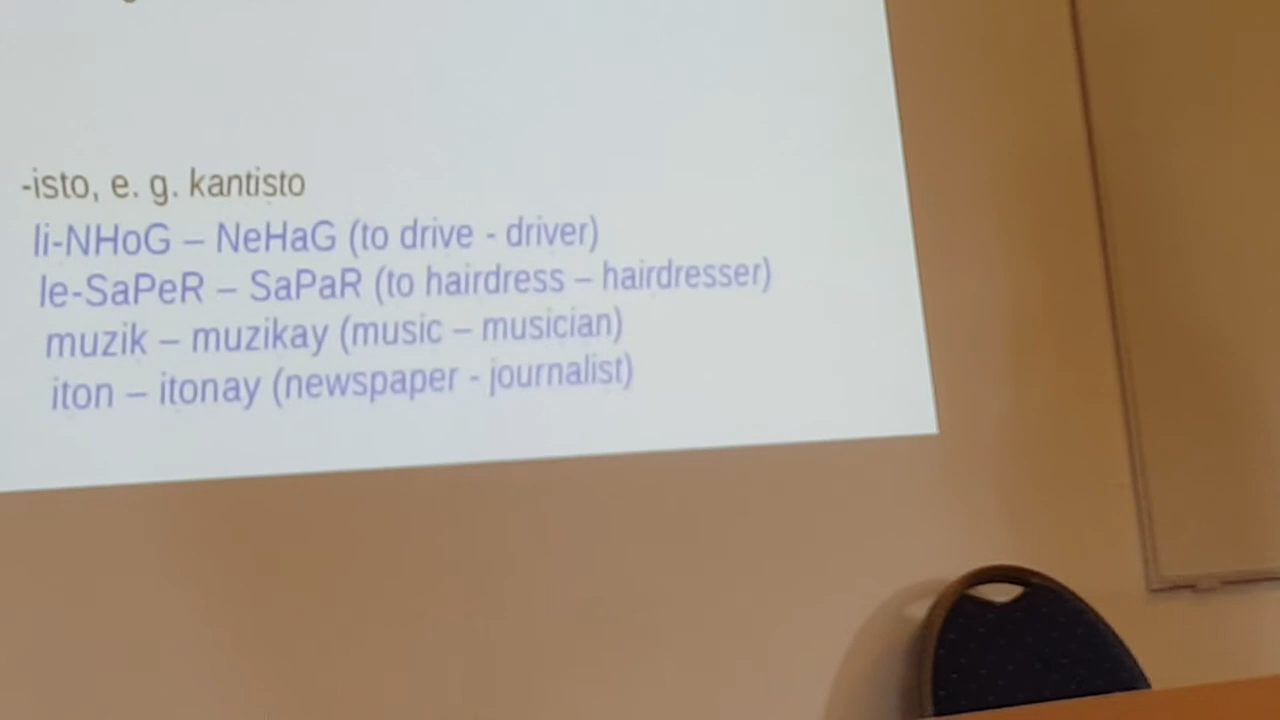 -isto, e. g. kantisto
li-NHoG – NeHaG (to drive - driver)
le-SaPeR – SaPaR (to hairdress – hairdresser)
muzik – muzikay (music – musician)
iton – itonay (newspaper - journalist)